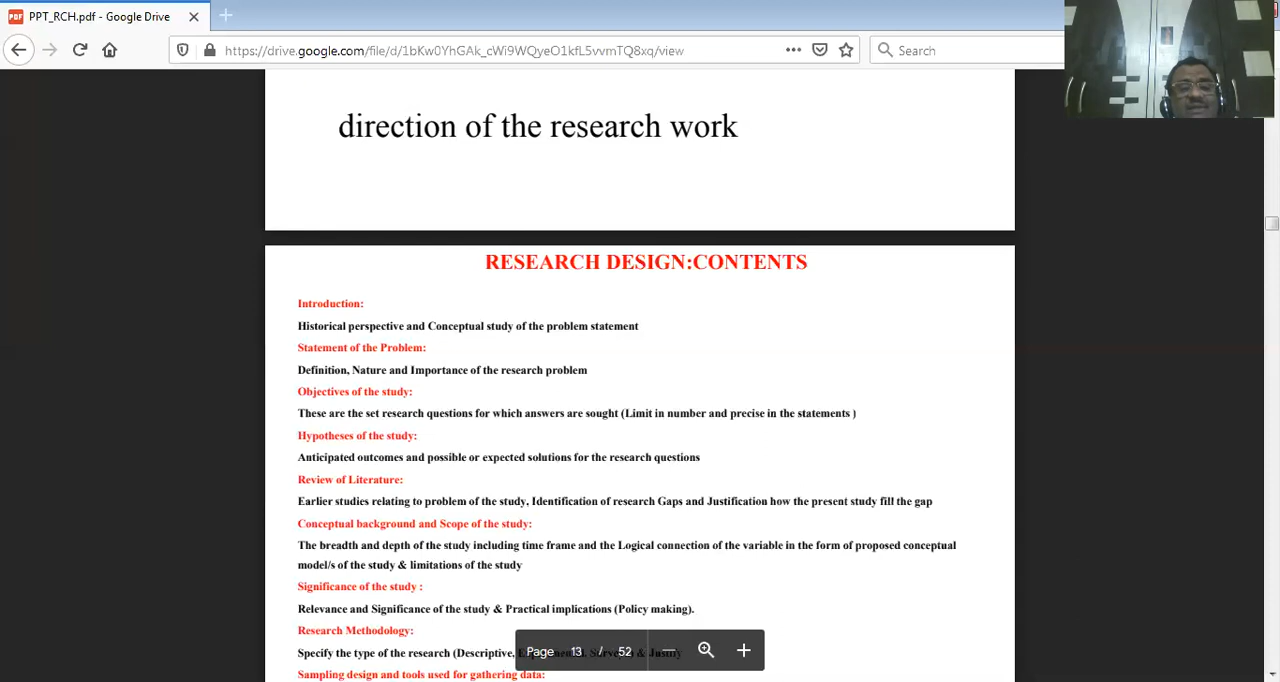 PPT_RCH.pdf - Google Drive
https://drive.google.com/file/d/1bKw0YhGAk_cWi9WQyeO1kfL5vvmTQ8xq/view
Search
direction of the research work
RESEARCH DESIGN:CONTENTS
Introduction:
Historical perspective and Conceptual study of the problem statement
Statement of the Problem:
Definition, Nature and Importance of the research problem
Objectives of the study:
These are the set research questions for which answers are sought (Limit in number and precise in the statements )
Hypotheses of the study:
Anticipated outcomes and possible or expected solutions for the research questions
Review of Literature:
Earlier studies relating to problem of the study, Identification of research Gaps and Justification how the present study fill the gap
Conceptual background and Scope of the study:
The breadth and depth of the study including time frame and the Logical connection of the variable in the form of proposed conceptual
model/s of the study & limitations of the study
Significance of the study :
Relevance and Significance of the study & Practical implications (Policy making).
Research Methodology:
Specify the type of the research (Descriptive,
Page 13 / 52
Sampling design and tools used for gathering data: